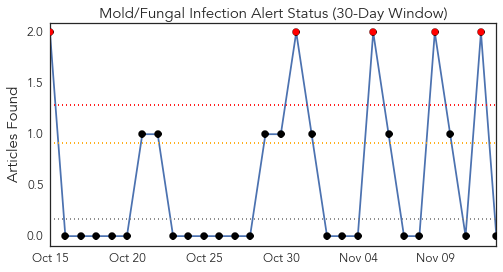 Mold/Fungal Infection Alert Status (30-Day Window)
Articles Found
2.0
1.5
1.0
0.5
0.0
Oct 15 Oct 20 Oct 25 Oct 30 Nov 04 Nov 09